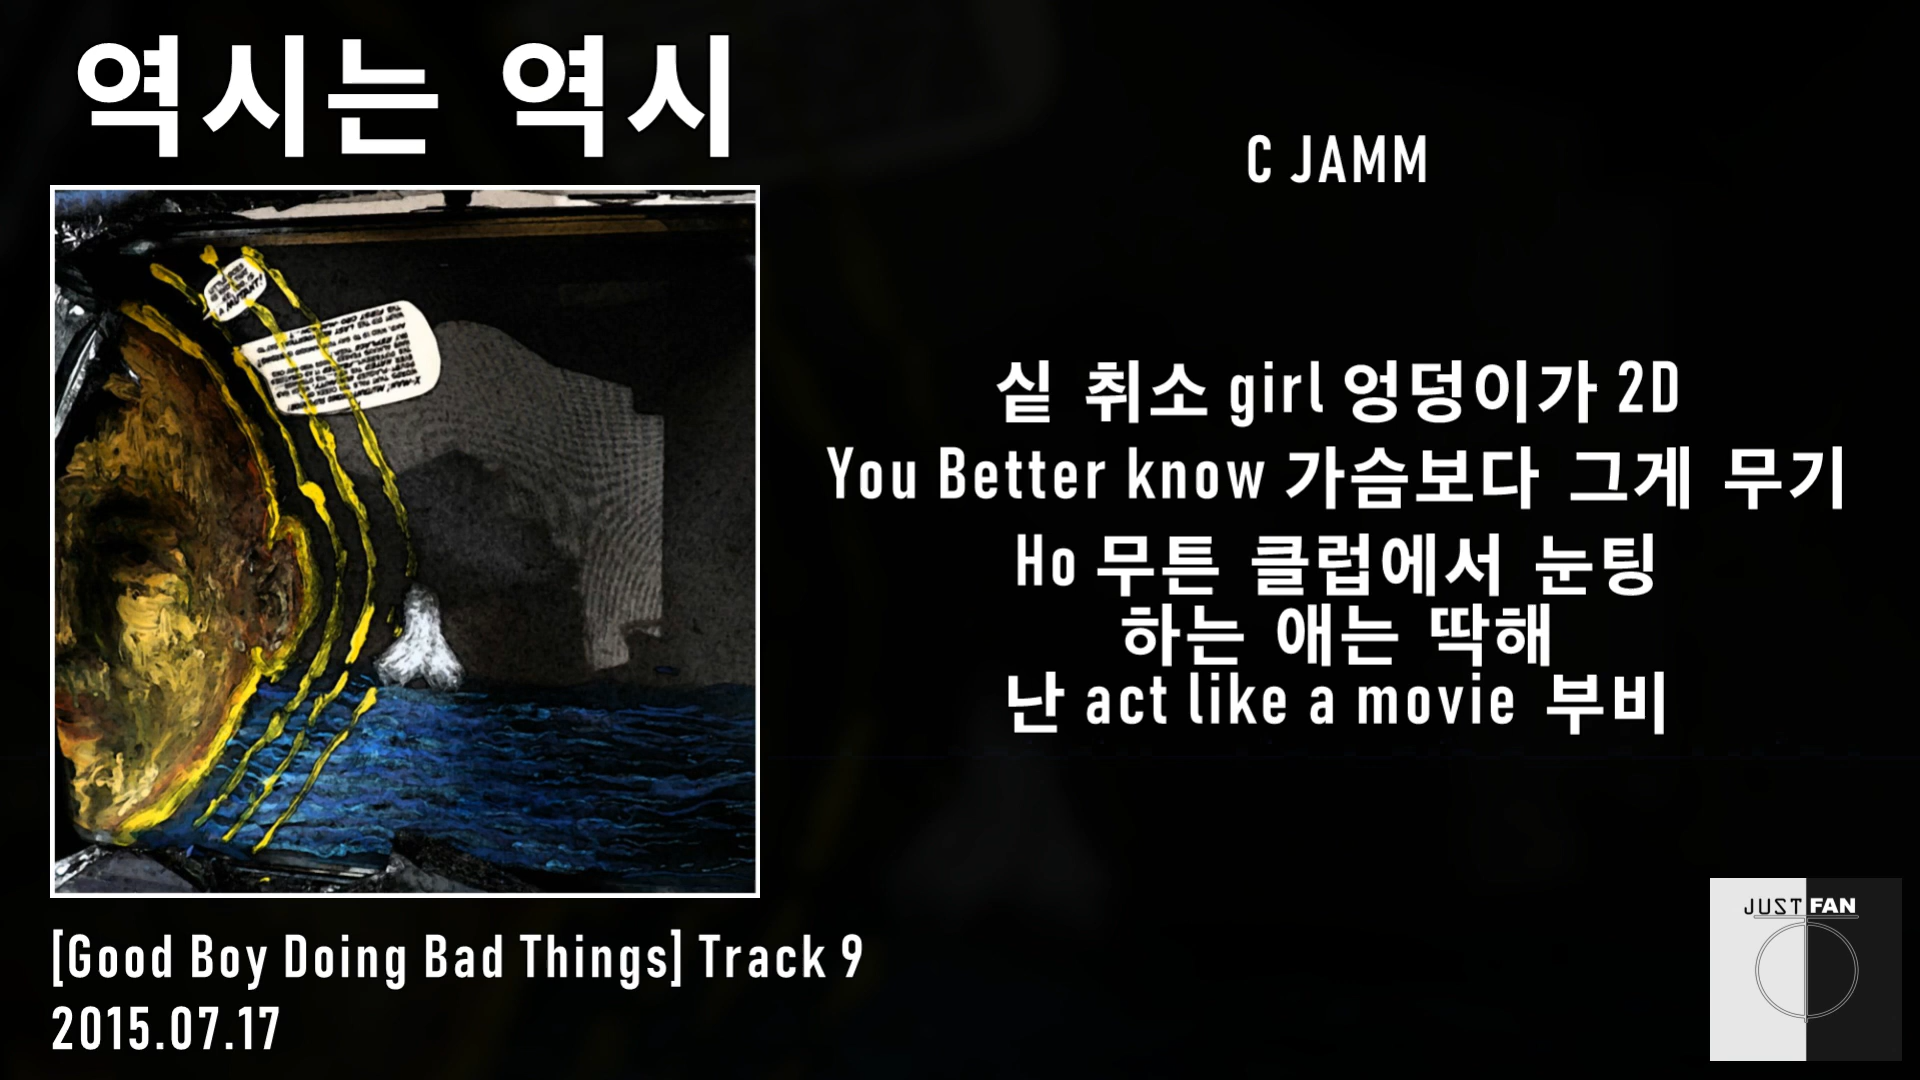 역시는 역시
C JAMM
싵 취소 girl 엉덩이가 2D
You Better know 가슴보다 그게 무기
Ho 무튼 클럽에서 눈팅
하는 애는 딱해
난 act like a movie 부비
A MUTANT!
[Good Boy Doing Bad Things] Track 9
2015.07.17
JUST FAN